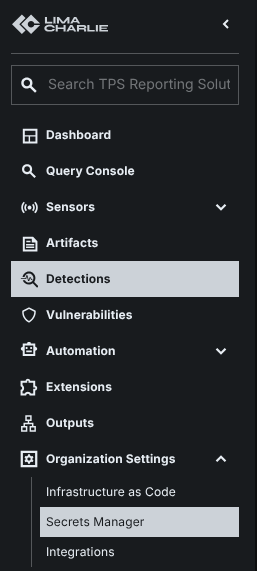 LIMA
CHARLIE
Search TPS Reporting Solut
Dashboard
Query Console
Sensors
Artifacts
Detections
Vulnerabilities
Automation
Extensions
Outputs
Organization Settings
Infrastructure as Code
Secrets Manager
Integrations